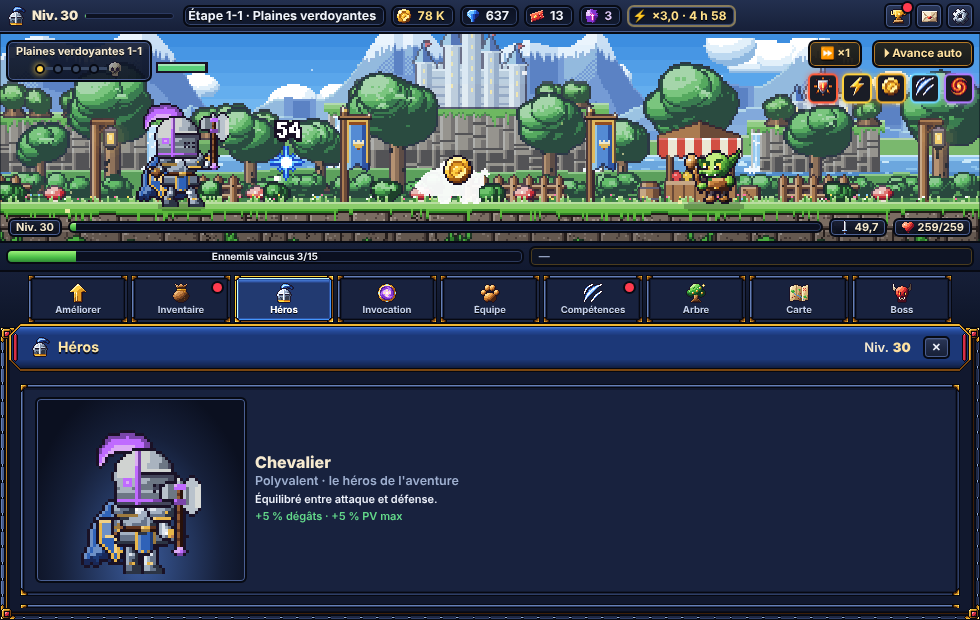 Niv. 30
Étape 1-1 · Plaines verdoyantes
78 K
637
13
3
×3,0 · 4 h 58
Plaines verdoyantes 1-1
×1
Avance auto
54
Niv. 30
49,7
259/259
Ennemis vaincus 3/15
—
Améliorer
Inventaire
Héros
Invocation
Équipe
Compétences
Arbre
Carte
Boss
Héros
Niv. 30
×
Chevalier
Polyvalent · le héros de l'aventure
Équilibré entre attaque et défense.
+5 % dégâts · +5 % PV max